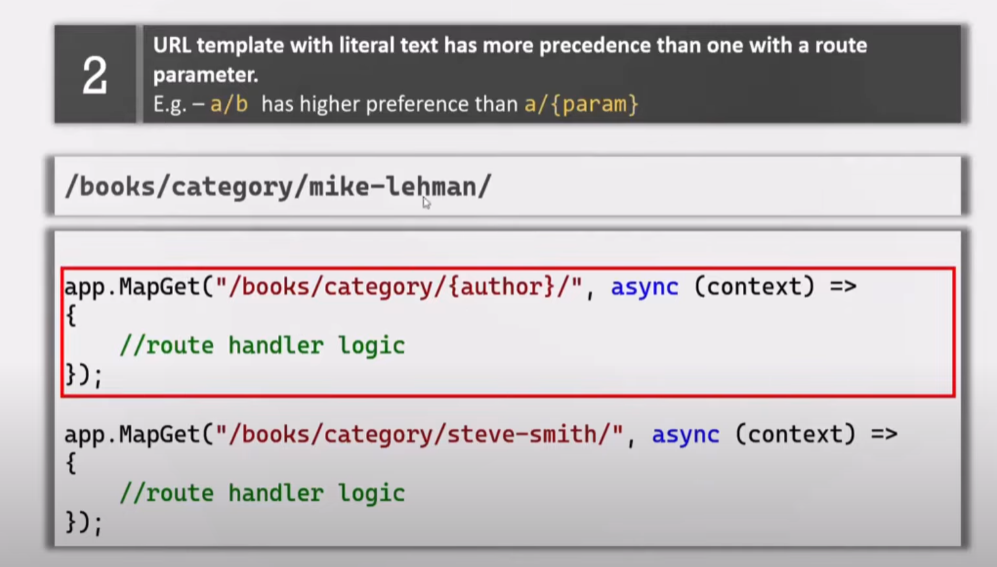 2
URL template with literal text has more precedence than one with a route
parameter.
E.g. – a/b has higher preference than a/{param}
/books/category/mike-lehman/
app.MapGet("/books/category/{author}/", async (context) =>
{
    //route handler logic
});
app.MapGet("/books/category/steve-smith/", async (context) =>
{
    //route handler logic
});